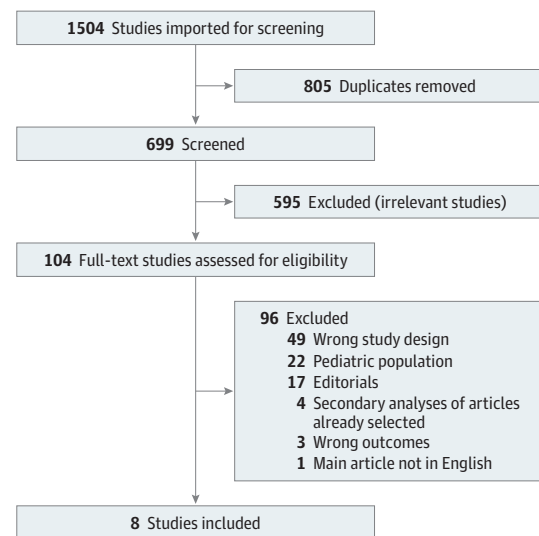 1504 Studies imported for screening
805 Duplicates removed
699 Screened
595 Excluded (irrelevant studies)
104 Full-text studies assessed for eligibility
96 Excluded
49 Wrong study design
22 Pediatric population
17 Editorials
4 Secondary analyses of articles
already selected
3 Wrong outcomes
1 Main article not in English
8 Studies included